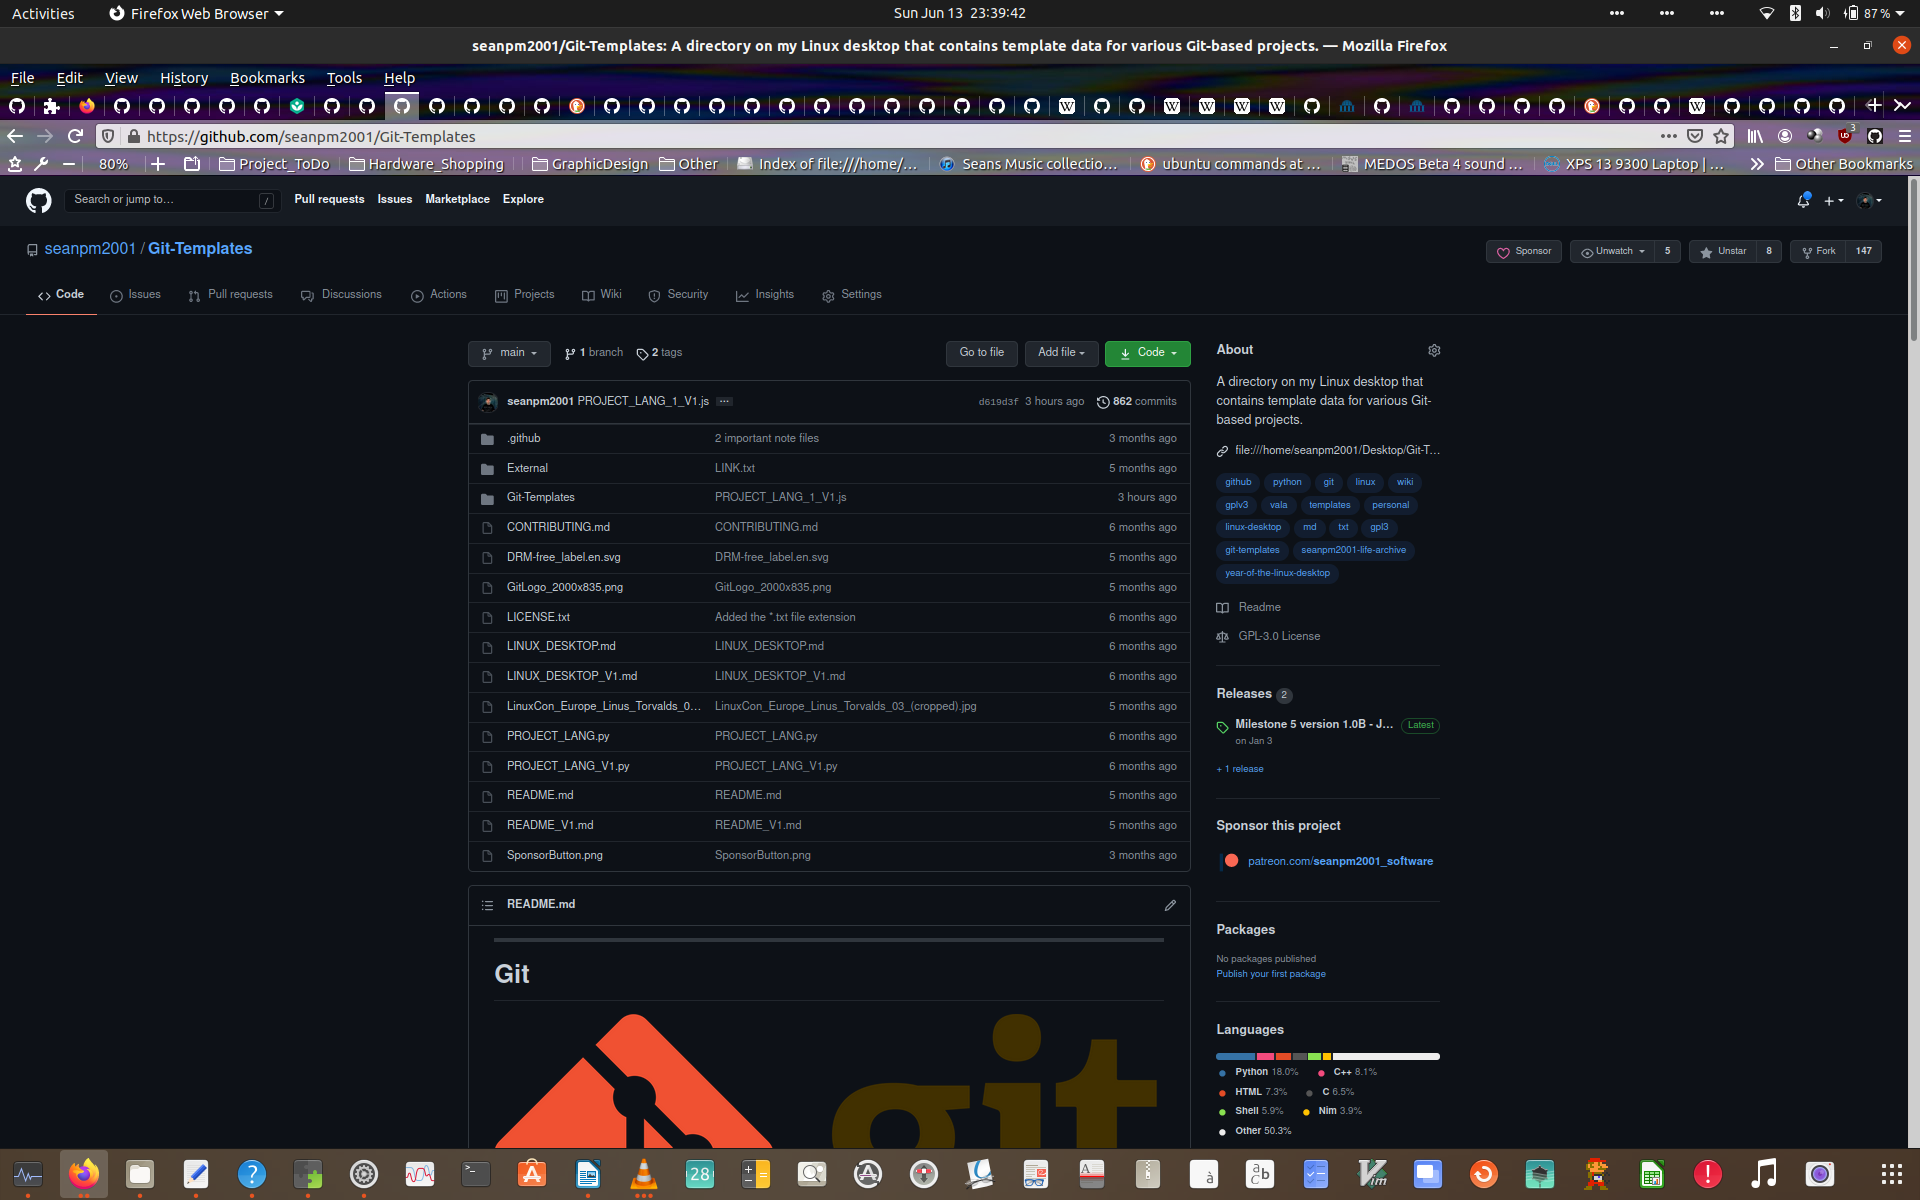 Activities Firefox Web Browser Sun Jun 13 23:39:42 87 %
seanpm2001/Git-Templates: A directory on my Linux desktop that contains template data for various Git-based projects. — Mozilla Firefox
File Edit View History Bookmarks Tools Help
https://github.com/seanpm2001/Git-Templates 3
80% Project_ToDo Hardware_Shopping GraphicDesign Other Index of file:///home/... Seans Music collectio... ubuntu commands at ... MEDOS Beta 4 sound ... XPS 13 9300 Laptop | ... Other Bookmarks
Search or jump to... / Pull requests Issues Marketplace Explore
seanpm2001 / Git-Templates
Sponsor Unwatch 5 Unstar 8 Fork 147
Code Issues Pull requests Discussions Actions Projects Wiki Security Insights Settings
main 1 branch 2 tags Go to file Add file Code
seanpm2001 PROJECT_LANG_1_V1.js ... d619d3f 3 hours ago 862 commits
.github 2 important note files 3 months ago
External LINK.txt 5 months ago
Git-Templates PROJECT_LANG_1_V1.js 3 hours ago
CONTRIBUTING.md CONTRIBUTING.md 6 months ago
DRM-free_label.en.svg DRM-free_label.en.svg 5 months ago
GitLogo_2000x835.png GitLogo_2000x835.png 5 months ago
LICENSE.txt Added the *.txt file extension 6 months ago
LINUX_DESKTOP.md LINUX_DESKTOP.md 6 months ago
LINUX_DESKTOP_V1.md LINUX_DESKTOP_V1.md 6 months ago
LinuxCon_Europe_Linus_Torvalds_0... LinuxCon_Europe_Linus_Torvalds_03_(cropped).jpg 5 months ago
PROJECT_LANG.py PROJECT_LANG.py 6 months ago
PROJECT_LANG_V1.py PROJECT_LANG_V1.py 6 months ago
README.md README.md 5 months ago
README_V1.md README_V1.md 5 months ago
SponsorButton.png SponsorButton.png 3 months ago
README.md
Git
git
About
A directory on my Linux desktop that
contains template data for various Git-
based projects.
file:///home/seanpm2001/Desktop/Git-T...
github python git linux wiki
gplv3 vala templates personal
linux-desktop md txt gpl3
git-templates seanpm2001-life-archive
year-of-the-linux-desktop
Readme
GPL-3.0 License
Releases 2
Milestone 5 version 1.0B - J... Latest
on Jan 3
+ 1 release
Sponsor this project
patreon.com/seanpm2001_software
Packages
No packages published
Publish your first package
Languages
Python 18.0% C++ 8.1%
HTML 7.3% C 6.5%
Shell 5.9% Nim 3.9%
Other 50.3%
28